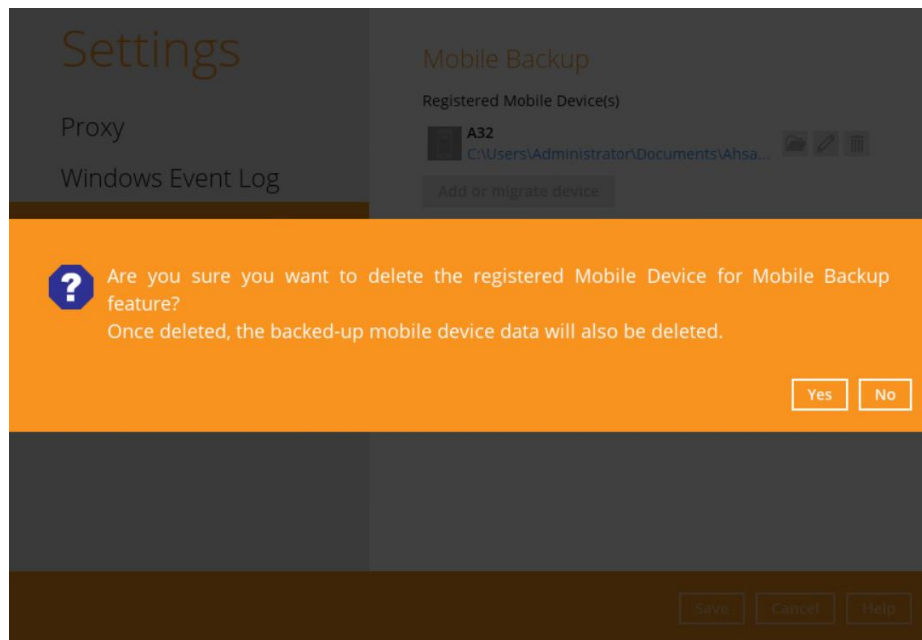 Settings
Proxy
Windows Event Log
Mobile Backup
Registered Mobile Device(s)
A32
C:\Users\Administrator\Documents\Ahsa...
Add or migrate device
?
Are you sure you want to delete the registered Mobile Device for Mobile Backup
feature?
Once deleted, the backed-up mobile device data will also be deleted.
Yes No
Save Cancel Help